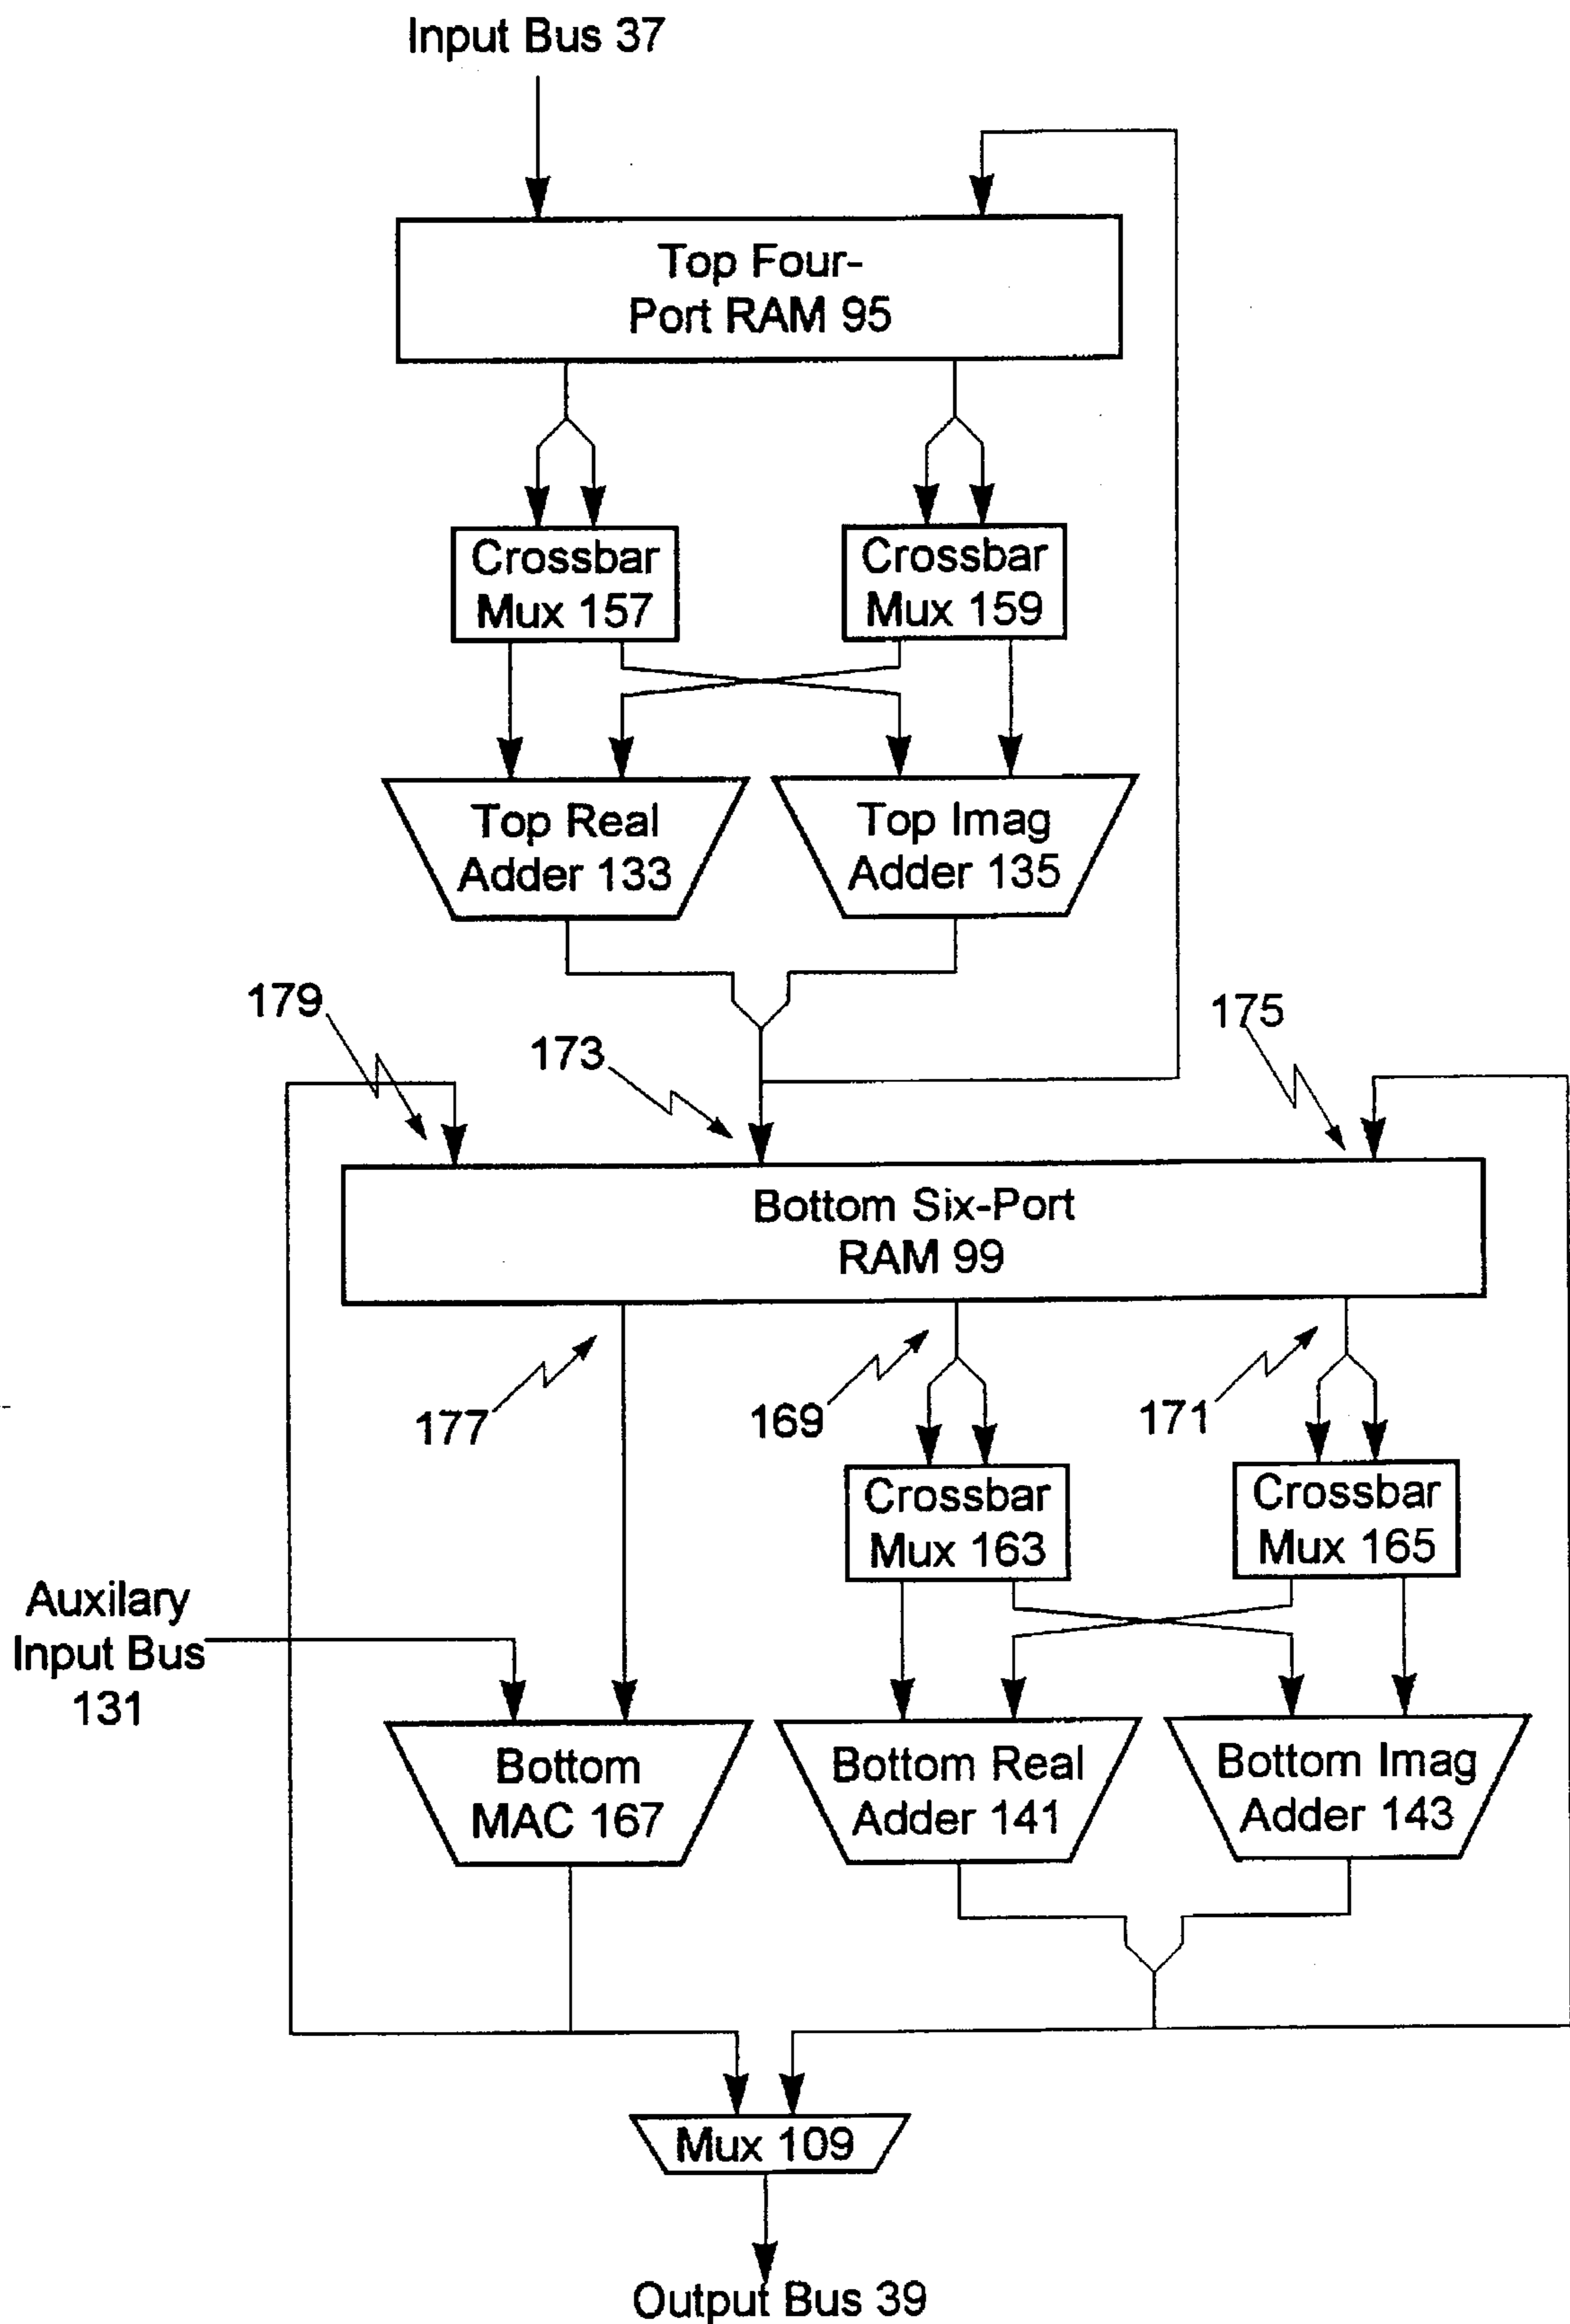 Input Bus 37
Top Four-
Port RAM 95
Crossbar
Mux 157
Crossbar
Mux 159
Top Real
Adder 133
Top Imag
Adder 135
179
173
175
Bottom Six-Port
RAM 99
177
169
171
Crossbar
Mux 163
Crossbar
Mux 165
Auxilary
Input Bus
131
Bottom
MAC 167
Bottom Real
Adder 141
Bottom Imag
Adder 143
Mux 109
Output Bus 39